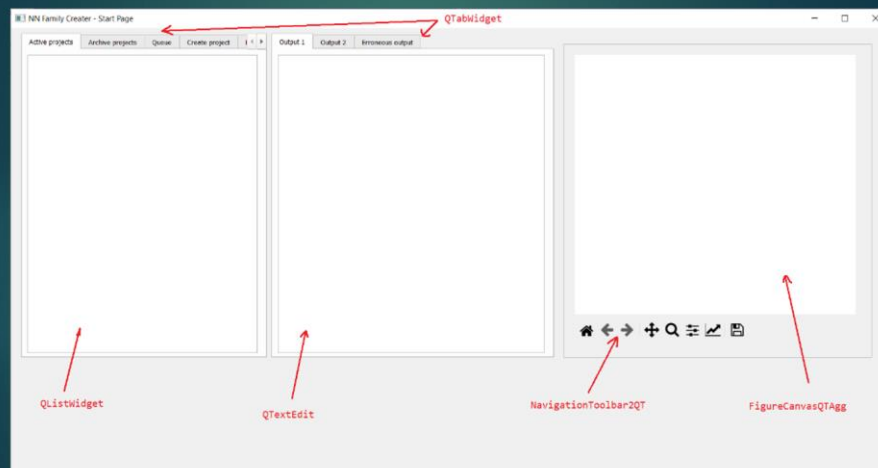 NN Family Creater - Start Page
QTabWidget
Active projects Archive projects Queue Create project
Output 1 Output 2 Erroneous output
QListWidget
QTextEdit
NavigationToolbar2QT
FigureCanvasQTAgg